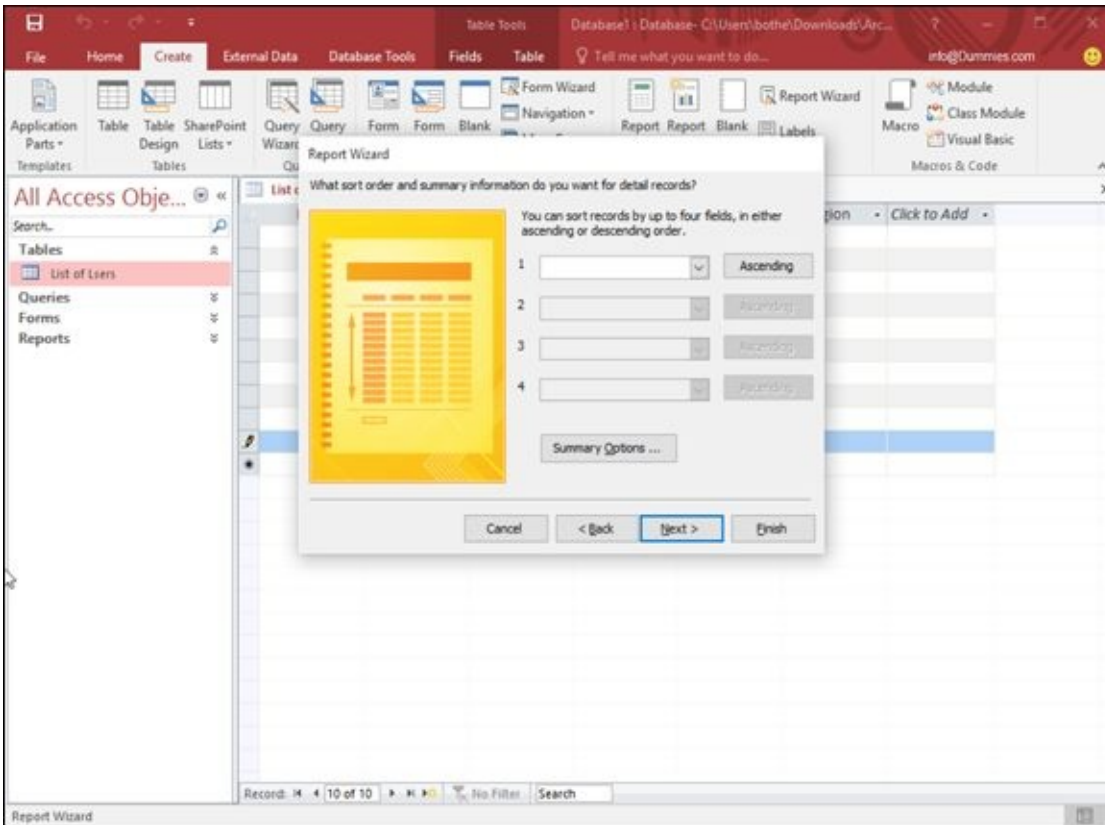 Table Tools Database1 : Database- C:\Users\bothe\Downloads\Arc... ?
File Home Create External Data Database Tools Fields Table Tell me what you want to do... info@Dummies.com
Application Parts
Table
Table Design
SharePoint Lists
Query Wizard
Query
Form
Form
Blank
Form Wizard
Navigation
Report
Report
Blank
Report Wizard
Labels
Macro
Module
Class Module
Visual Basic
Templates Tables Macros & Code
All Access Obje...
Search...
Tables
List of Lsers
Queries
Forms
Reports
Click to Add
Report Wizard
What sort order and summary information do you want for detail records?
You can sort records by up to four fields, in either
ascending or descending order.
1 Ascending
2 Ascending
3 Ascending
4 Ascending
Summary Options ...
Cancel < Back Next > Finish
Record: 10 of 10 No Filter Search
Report Wizard